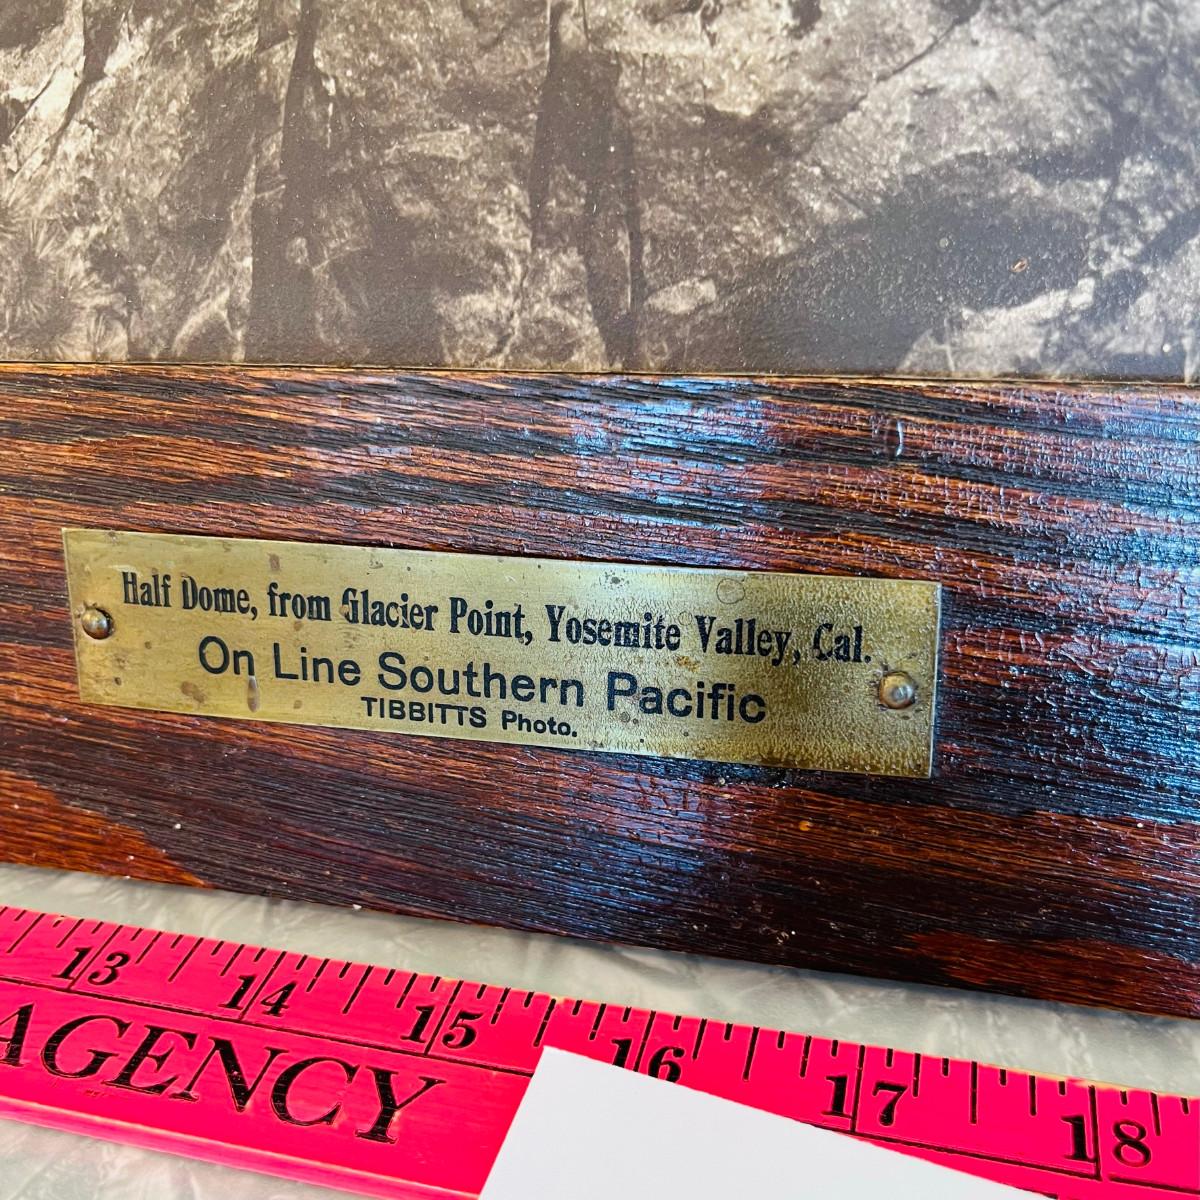 Half Dome, from Glacier Point, Yosemite Valley, Cal.
On Line Southern Pacific
TIBBITTS Photo.
13 14 15 16 17 18
AGENCY